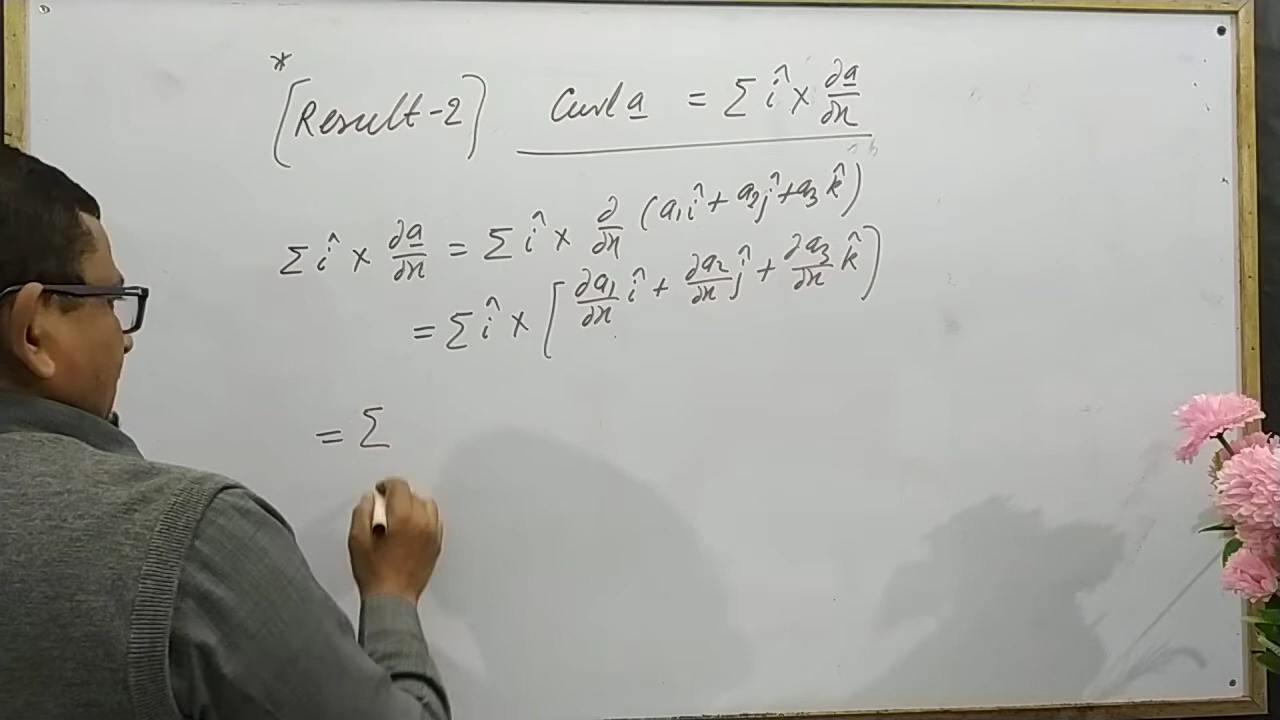 *
[Result-2] Curl a̲ = Σ î × ∂a̲/∂x
Σ î × ∂a̲/∂x = Σ î × ∂/∂x (a₁î + a₂ĵ + a₃k̂)
= Σ î × [∂a₁/∂x î + ∂a₂/∂x ĵ + ∂a₃/∂x k̂]
= Σ